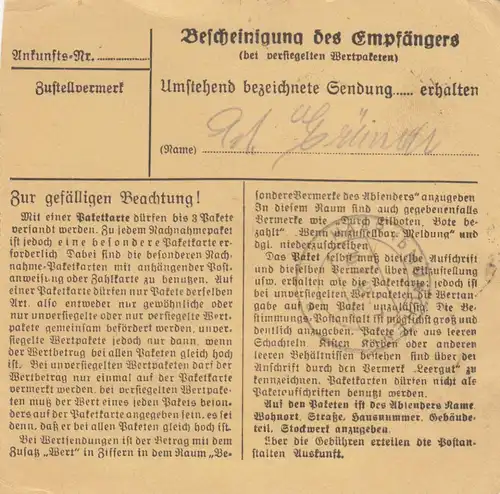 Ankunfts-Nr.
Zustellvermerk
Bescheinigung des Empfängers
(bei versiegelten Wertpaketen)
Umstehend bezeichnete Sendung..... erhalten
(Name)
Zur gefälligen Beachtung!
Mit einer Paketkarte dürfen bis 3 Pakete
versandt werden. Zu jedem Nachnahmepaket
ist jedoch eine besondere Paketkarte er-
forderlich. Dabei sind die besonderen Nach-
nahme-Paketkarten mit anhängender Post-
anweisung oder Zahlkarte zu benutzen. Auf
einer Paketkarte dürfen nur Pakete derselben
Art, also entweder nur gewöhnliche oder
nur unversiegelte oder nur versiegelte Wert-
pakete gemeinsam befördert werden, unver-
siegelte Wertpakete jedoch nur dann, wenn
der Wertbetrag bei allen Paketen gleich hoch
ist. Bei unversiegelten Wertpaketen darf der
Wertbetrag nur einmal auf der Paketkarte
vermerkt werden, bei versiegelten Wertpake-
ten muß der Wert eines jeden Pakets beson-
ders auf der Paketkarte angegeben sein, es sei
denn, daß er bei allen Paketen gleich hoch ist.
Bei Wertsendungen ist der Betrag mit dem
Zusatz „Wert" in Ziffern in dem Raum „Be-
sondere Vermerke des Absenders" anzugeben
In diesem Raum sind auch gegebenenfalls
Vermerke wie „Durch Eilboten, Bote be-
zahlt", „Wenn unzustellbar, Meldung" und
dgl. niederzuschreiben
Das Paket selbst muß dieselbe Aufschrift
und dieselben Vermerke über Eilzustellung
usw. erhalten wie die Paketkarte; jedoch ist
bei unversiegelten Wertpaketen die Wertan-
gabe auf dem Paket unzulässig. Die Be-
stimmungs-Postanstalt ist möglichst groß und
deutlich anzugeben. Pakete die aus leeren
Schachteln, Kisten, Körben oder anderen
leeren Behältnissen bestehen sind über der
Anschrift durch den Vermerk „Leergut" zu
kennzeichnen. Paketkarten dürfen nicht als
Paketaufschriften benutzt werden.
Auf den Paketen ist des Absenders Name
Wohnort, Straße, Hausnummer, Gebäude-
teil, Stockwerk anzugeben.
Über die Gebühren erteilen die Postan-
stalten Auskunft.